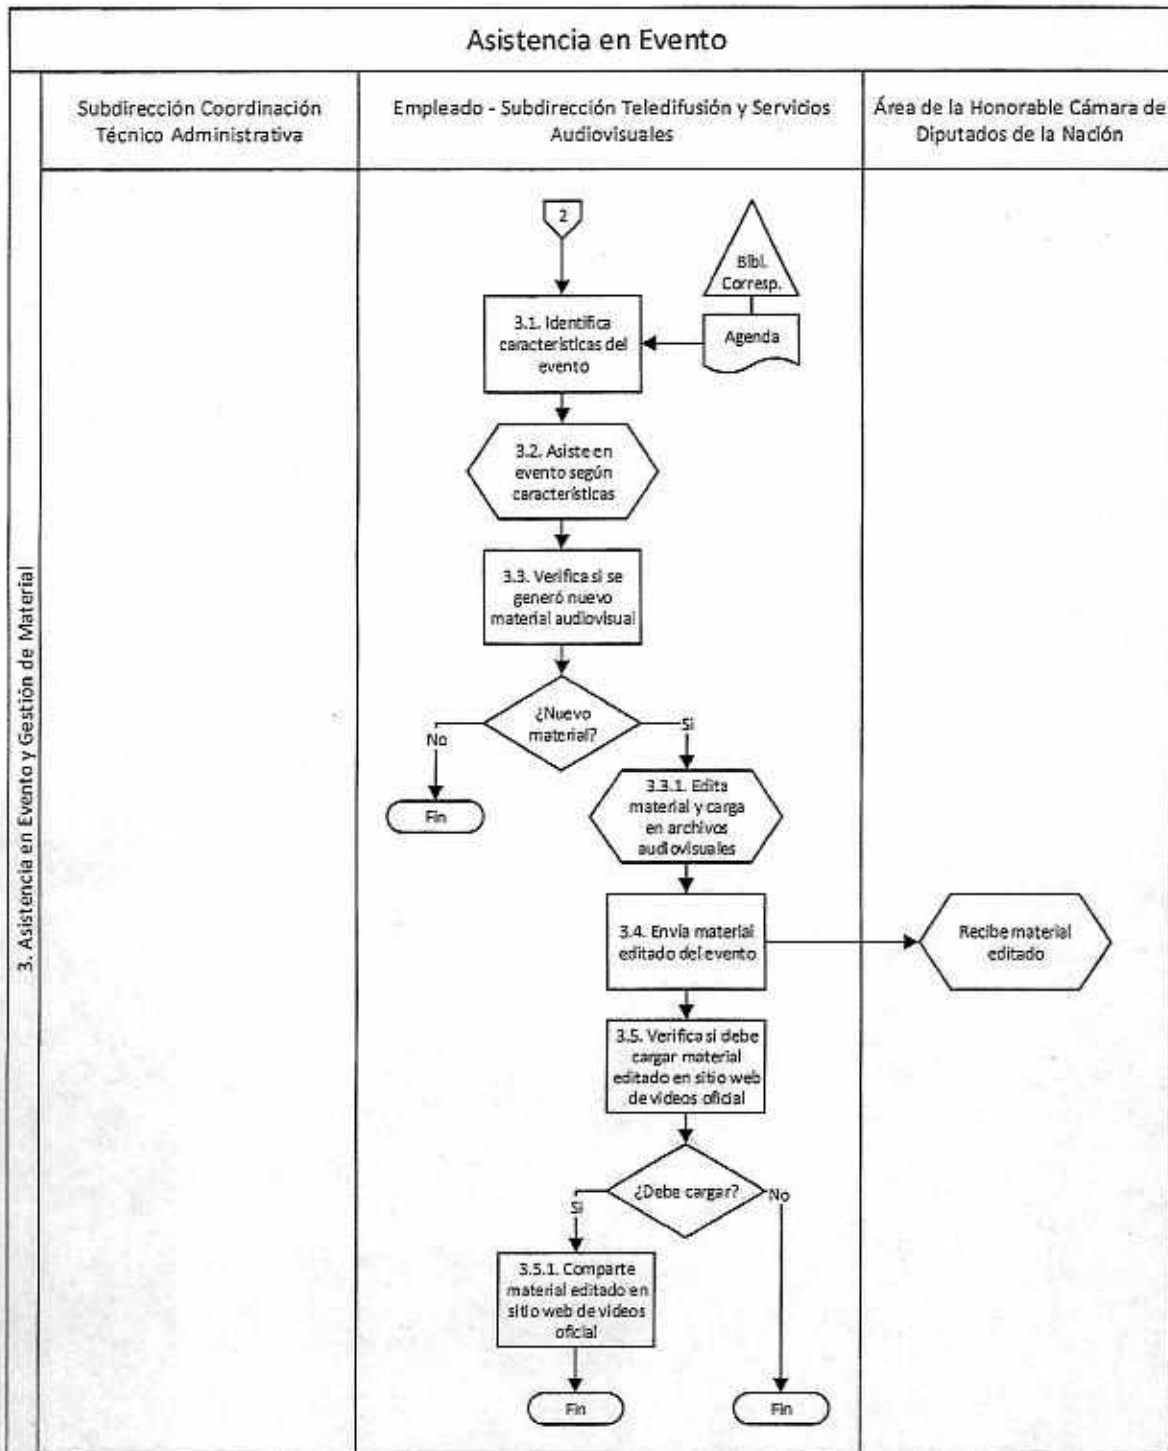 Asistencia en Evento
Subdirección Coordinación
Técnico Administrativa
Empleado - Subdirección Teledifusión y Servicios
Audiovisuales
Área de la Honorable Cámara de
Diputados de la Nación
3. Asistencia en Evento y Gestión de Material
2
Bibl.
Corresp.
Agenda
3.1. Identifica
características del
evento
3.2. Asiste en
evento según
características
3.3. Verifica si se
generó nuevo
material audiovisual
¿Nuevo
material?
No
Si
Fin
3.3.1. Edita
material y carga
en archivos
audiovisuales
3.4. Envía material
editado del evento
Recibe material
editado
3.5. Verifica si debe
cargar material
editado en sitio web
de videos oficial
¿Debe cargar?
Si
No
3.5.1. Comparte
material editado en
sitio web de videos
oficial
Fin
Fin